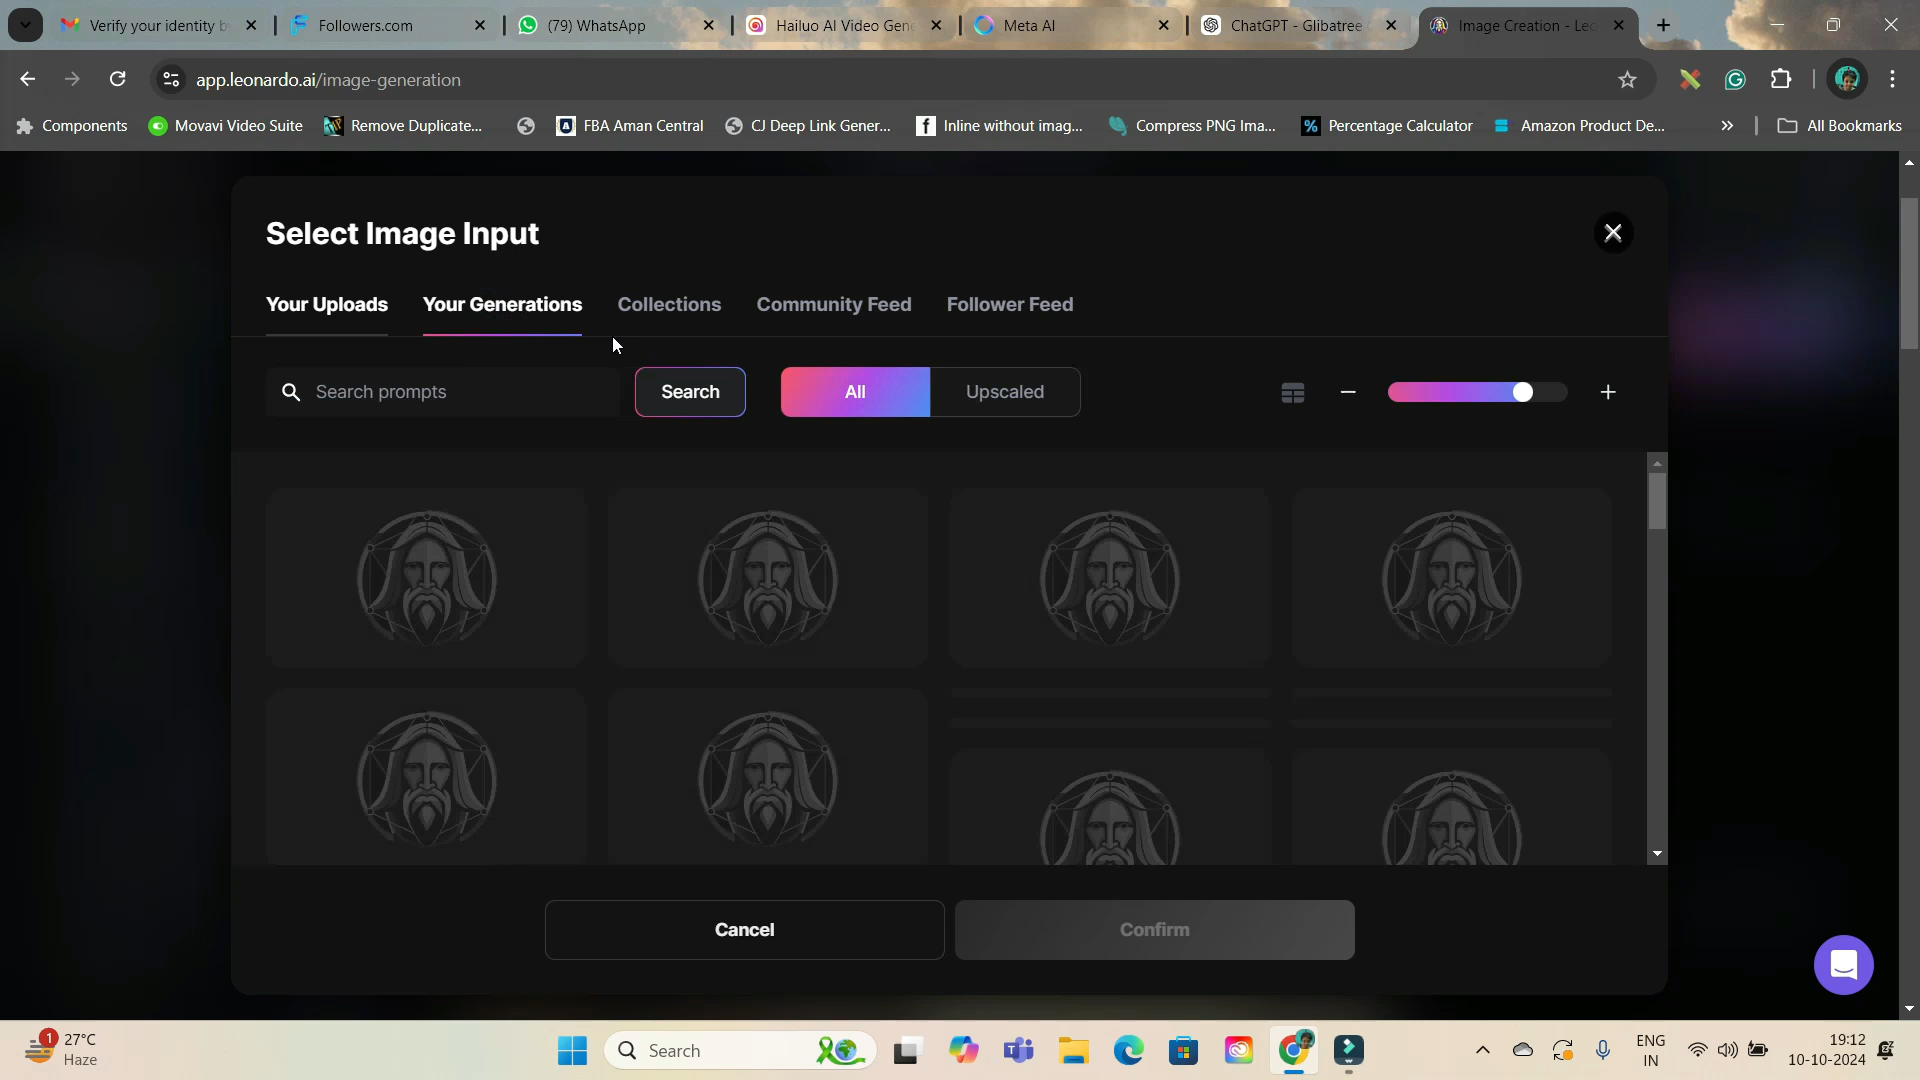 Verify your identity b
Followers.com
(79) WhatsApp
Hailuo AI Video Gene
Meta AI
ChatGPT - Glibatree
Image Creation - Leo
app.leonardo.ai/image-generation
Components
Movavi Video Suite
Remove Duplicate...
FBA Aman Central
CJ Deep Link Gener...
Inline without imag...
Compress PNG Ima...
Percentage Calculator
Amazon Product De...
All Bookmarks
Select Image Input
Your Uploads
Your Generations
Collections
Community Feed
Follower Feed
Search prompts
Search
All
Upscaled
Cancel
Confirm
1
27°C
Haze
Search
ENG
IN
19:12
10-10-2024